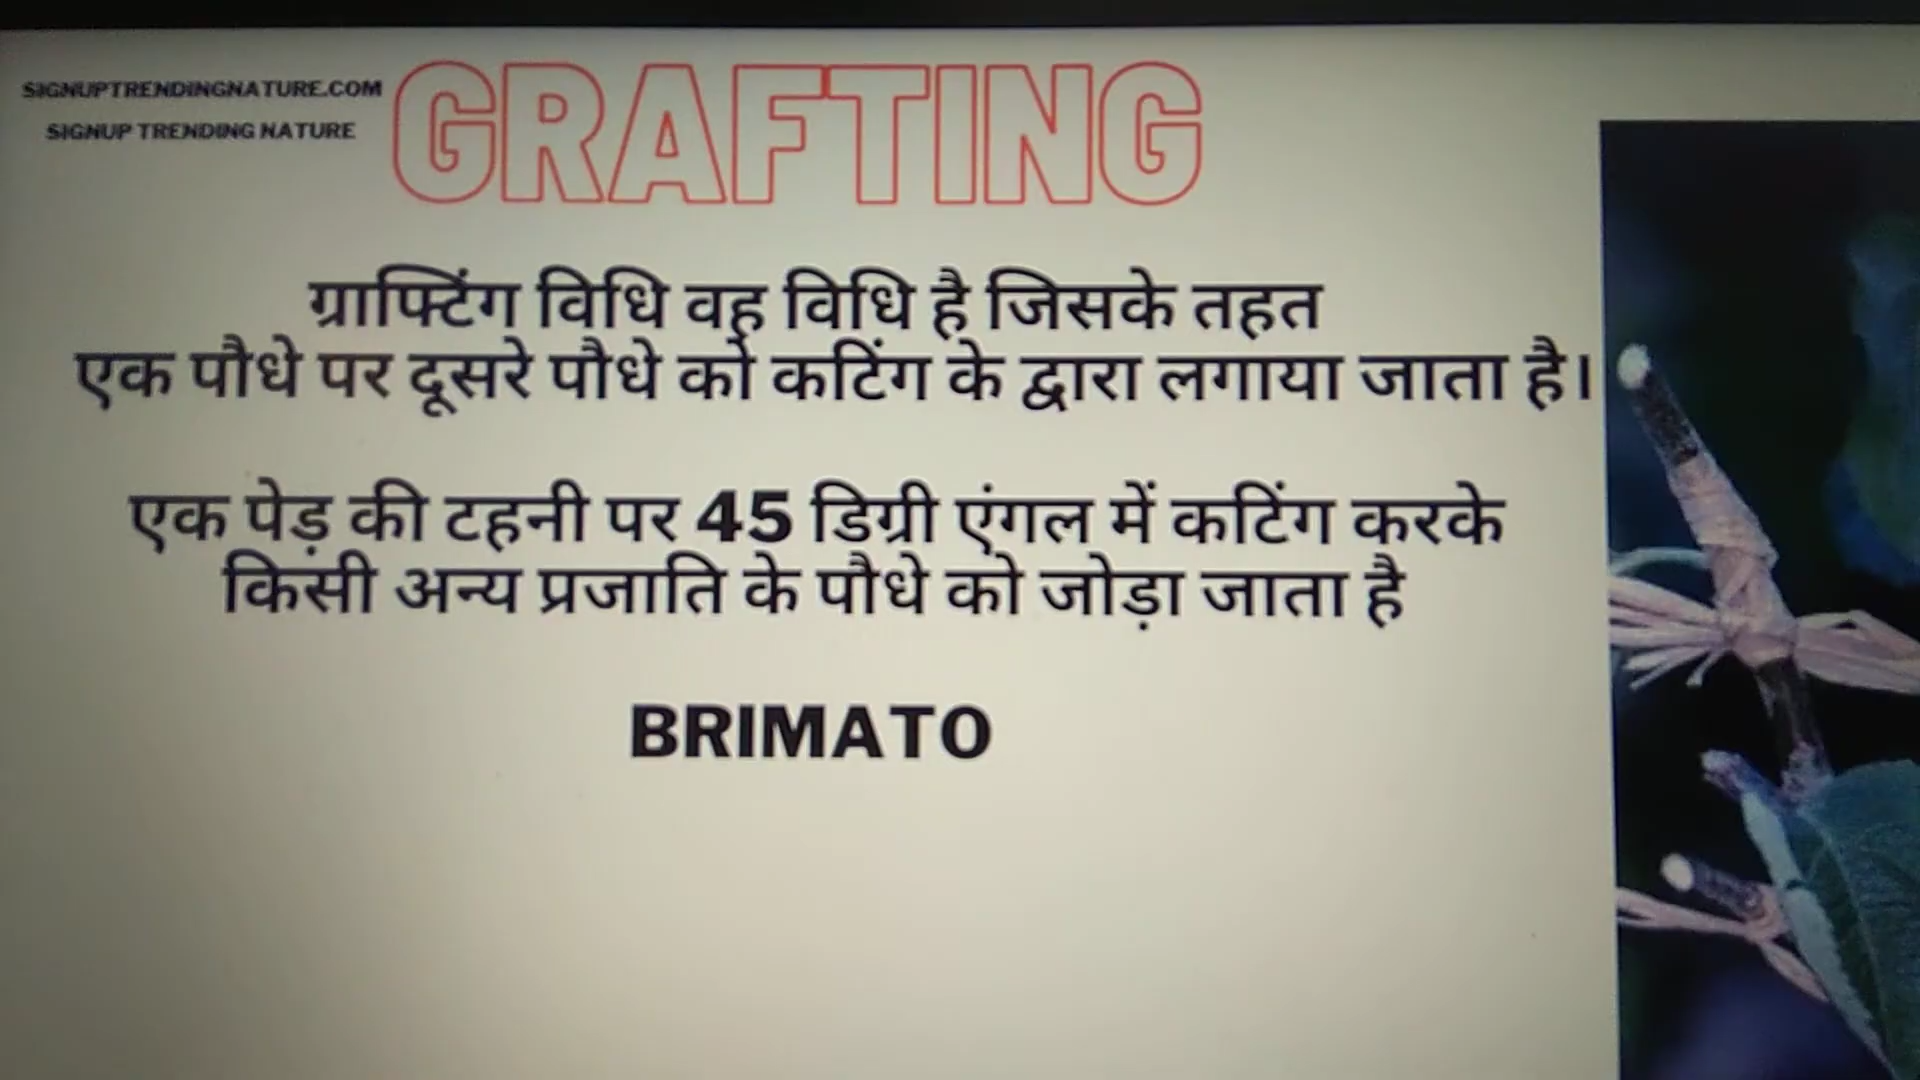 SIGNUPTRENDINGNATURE.COM
SIGNUP TRENDING NATURE
GRAFTING
ग्राफ्टिंग विधि वह विधि है जिसके तहत
एक पौधे पर दूसरे पौधे को कटिंग के द्वारा लगाया जाता है।
एक पेड़ की टहनी पर 45 डिग्री एंगल में कटिंग करके
किसी अन्य प्रजाति के पौधे को जोड़ा जाता है
BRIMATO